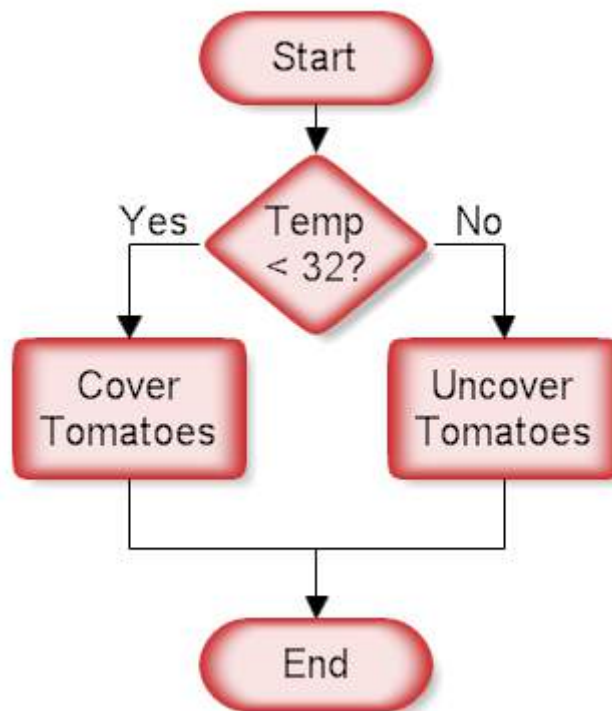 Start
Yes
Temp
< 32?
No
Cover
Tomatoes
Uncover
Tomatoes
End